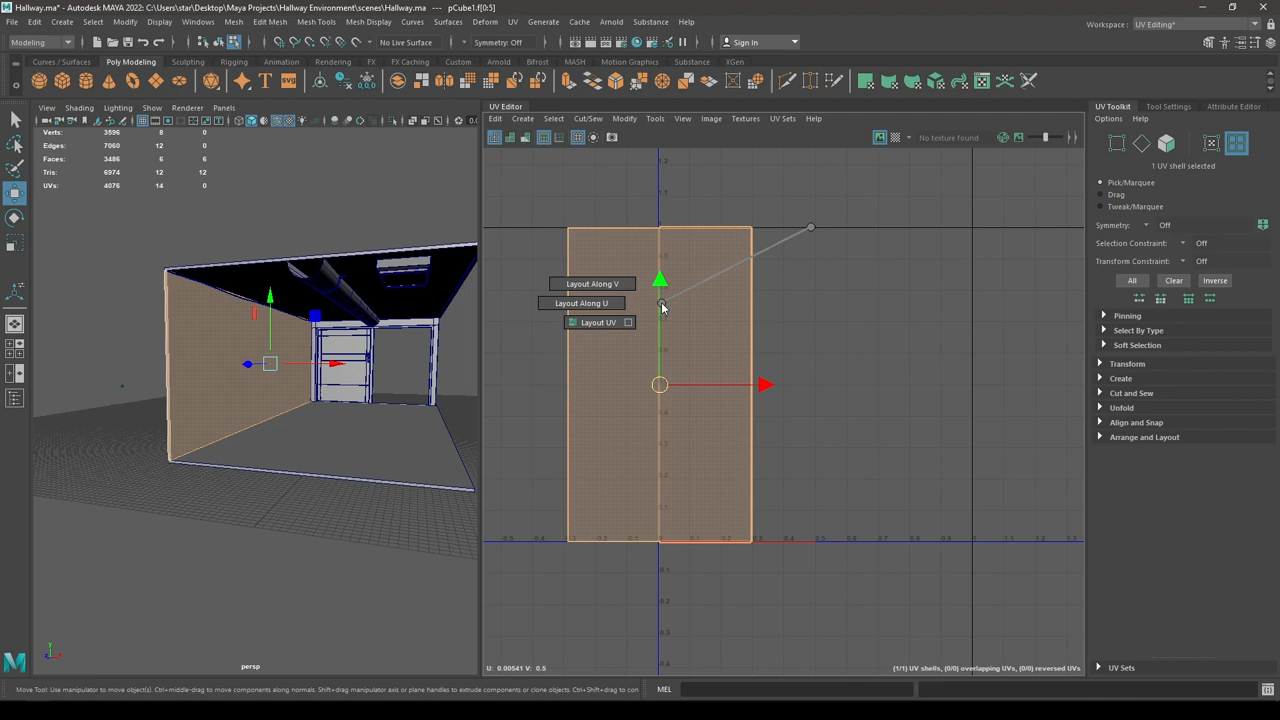 Hallway.ma* - Autodesk MAYA 2022: C:\Users\star\Desktop\Maya Projects\Hallway Environment\scenes\Hallway.ma --- pCube1.f[0:5]
File Edit Create Select Modify Display Windows Mesh Edit Mesh Mesh Tools Mesh Display Curves Surfaces Deform UV Generate Cache Arnold Substance Help
Workspace : UV Editing*
Modeling No Live Surface Symmetry: Off Sign In
Curves / Surfaces Poly Modeling Sculpting Rigging Animation Rendering FX FX Caching Custom Arnold Bifrost MASH Motion Graphics Substance XGen
View Shading Lighting Show Renderer Panels
Verts: 3596 8 0
Edges: 7060 12 0
Faces: 3486 6 6
Tris: 6974 12 12
UVs: 4076 14 0
persp
UV Editor
Edit Create Select Cut/Sew Modify Tools View Image Textures UV Sets Help
No texture found
Layout Along V
Layout Along U
Layout UV
U: 0.00541 V: 0.5
(1/1) UV shells, (0/0) overlapping UVs, (0/0) reversed UVs
UV Toolkit Tool Settings Attribute Editor
Options Help
1 UV shell selected
Pick/Marquee
Drag
Tweak/Marquee
Symmetry: Off
Selection Constraint: Off
Transform Constraint: Off
All Clear Inverse
Pinning
Select By Type
Soft Selection
Transform
Create
Cut and Sew
Unfold
Align and Snap
Arrange and Layout
UV Sets
Move Tool: Use manipulator to move object(s). Ctrl+middle-drag to move components along normals. Shift+drag manipulator axis or plane handles to extrude components or clone objects. Ctrl+Shift+drag to con
MEL